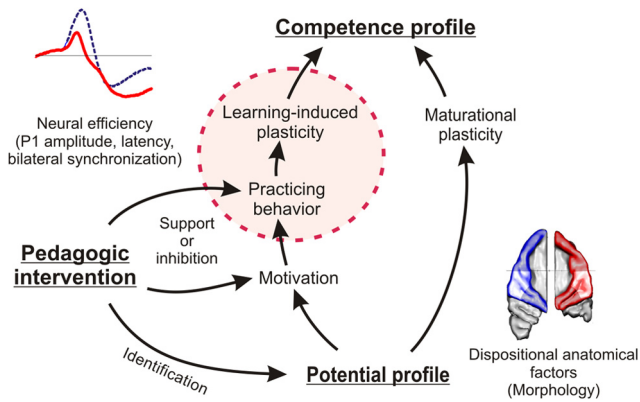 Competence profile
Learning-induced
plasticity
Maturational
plasticity
Neural efficiency
(P1 amplitude, latency,
bilateral synchronization)
Practicing
behavior
Support
or
inhibition
Pedagogic
intervention
Motivation
Identification
Potential profile
Dispositional anatomical
factors
(Morphology)